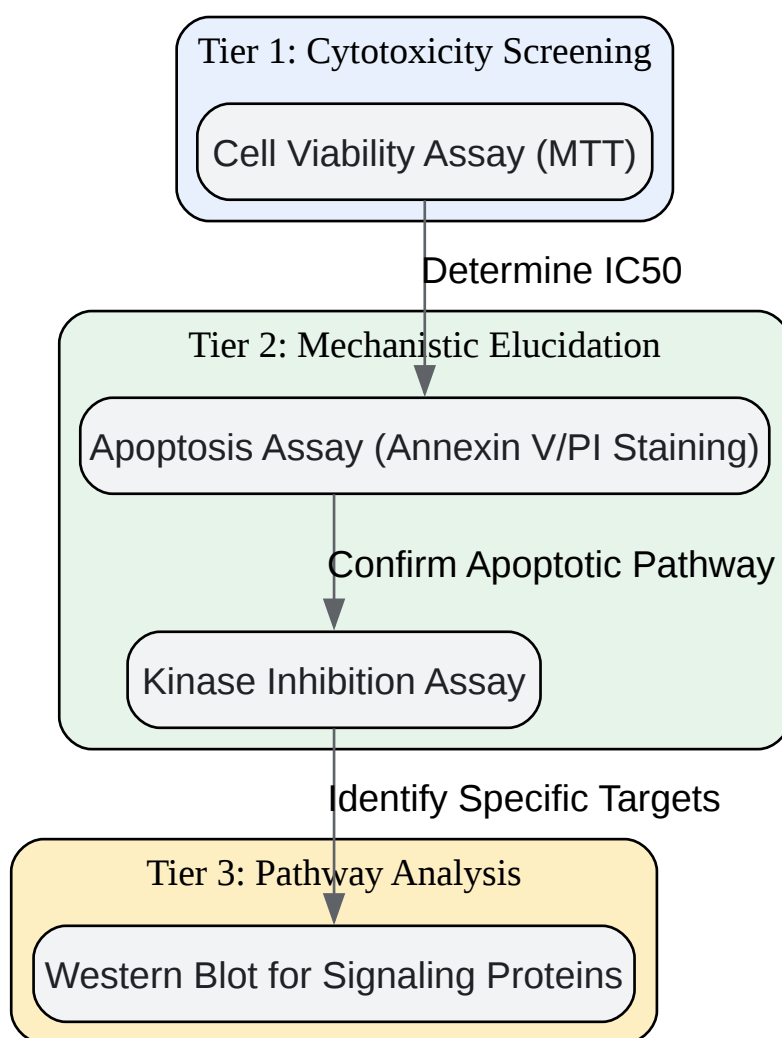 Tier 1: Cytotoxicity Screening
Cell Viability Assay (MTT)
Determine IC50
Tier 2: Mechanistic Elucidation
Apoptosis Assay (Annexin V/PI Staining)
Confirm Apoptotic Pathway
Kinase Inhibition Assay
Identify Specific Targets
Tier 3: Pathway Analysis
Western Blot for Signaling Proteins